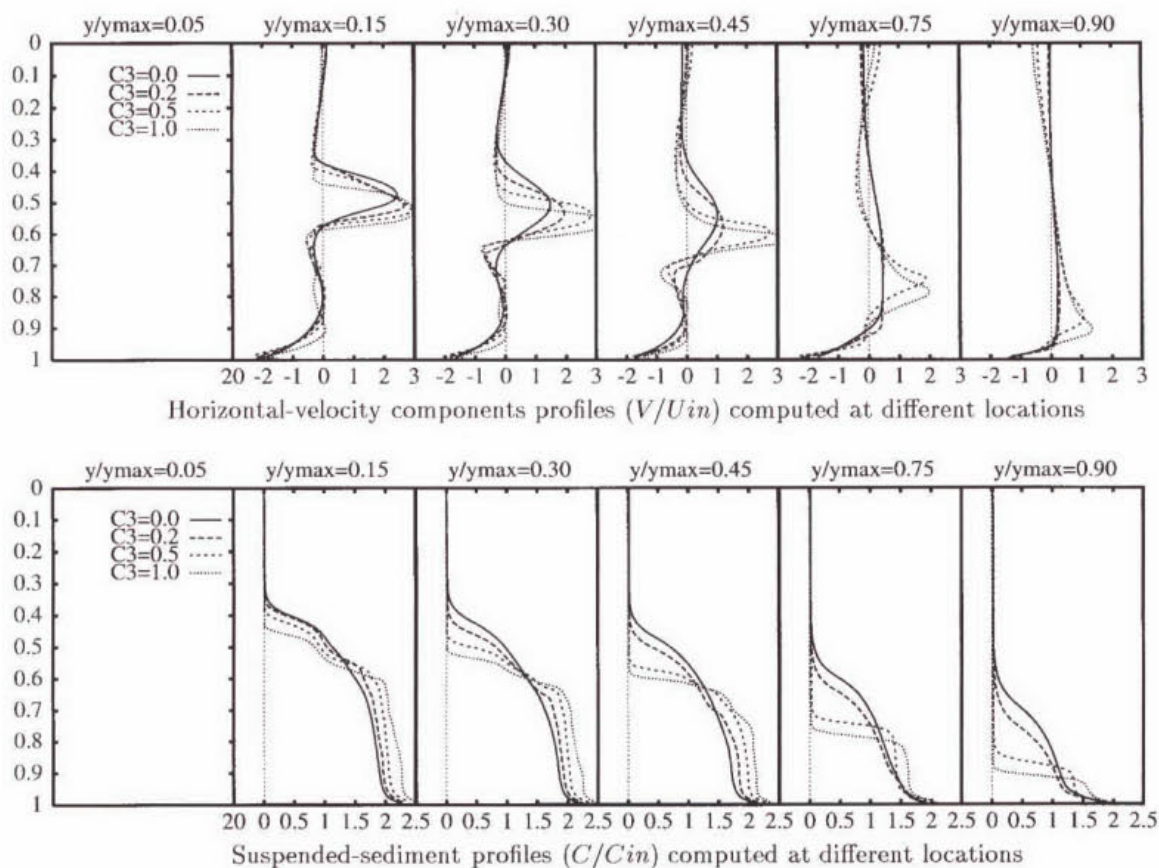 y/ymax=0.05 y/ymax=0.15 y/ymax=0.30 y/ymax=0.45 y/ymax=0.75 y/ymax=0.90
0
0.1
0.2
0.3
0.4
0.5
0.6
0.7
0.8
0.9
1
C3=0.0
C3=0.2
C3=0.5
C3=1.0
20 -2 -1 0 1 2 3 -2 -1 0 1 2 3 -2 -1 0 1 2 3 -2 -1 0 1 2 3 -2 -1 0 1 2 3
Horizontal-velocity components profiles (V/Uin) computed at different locations
y/ymax=0.05 y/ymax=0.15 y/ymax=0.30 y/ymax=0.45 y/ymax=0.75 y/ymax=0.90
0
0.1
0.2
0.3
0.4
0.5
0.6
0.7
0.8
0.9
1
C3=0.0
C3=0.2
C3=0.5
C3=1.0
20 0 0.5 1 1.5 2 2.5 0 0.5 1 1.5 2 2.5 0 0.5 1 1.5 2 2.5 0 0.5 1 1.5 2 2.5 0 0.5 1 1.5 2 2.5
Suspended-sediment profiles (C/Cin) computed at different locations